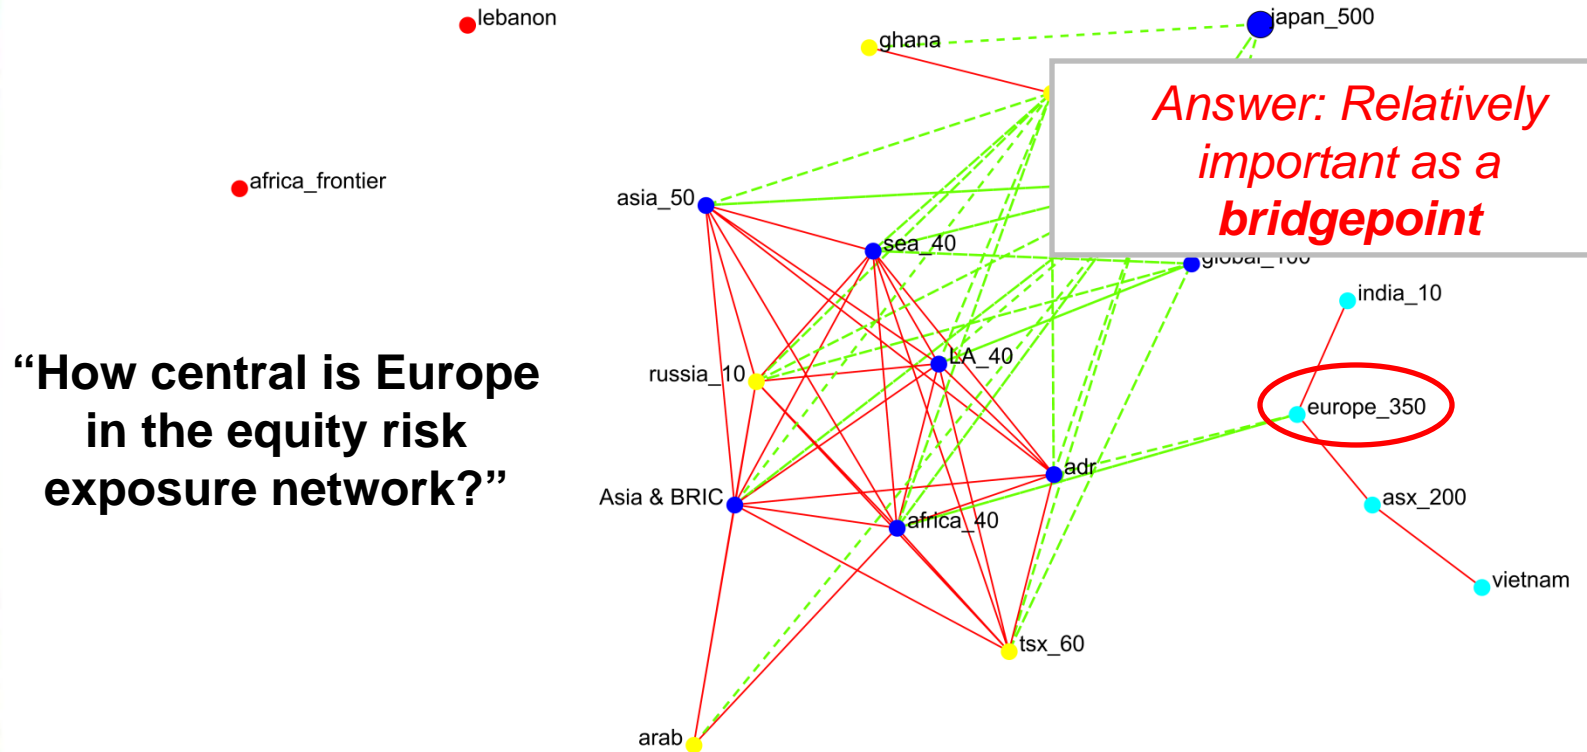 lebanon
japan_500
ghana
Answer: Relatively
important as a
bridgepoint
africa_frontier
asia_50
sea_40
global_100
india_10
“How central is Europe
in the equity risk
exposure network?”
LA_40
russia_10
europe_350
adr
Asia & BRIC
asx_200
africa_40
vietnam
tsx_60
arab